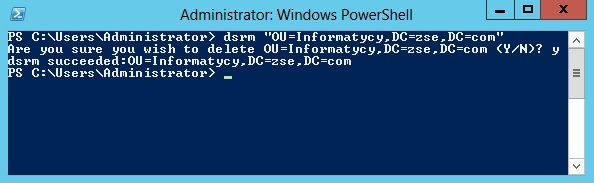 Administrator: Windows PowerShell
PS C:\Users\Administrator> dsrm "OU=Informatycy,DC=zse,DC=com"
Are you sure you wish to delete OU=Informatycy,DC=zse,DC=com (Y/N)? y
dsrm succeeded:OU=Informatycy,DC=zse,DC=com
PS C:\Users\Administrator> _